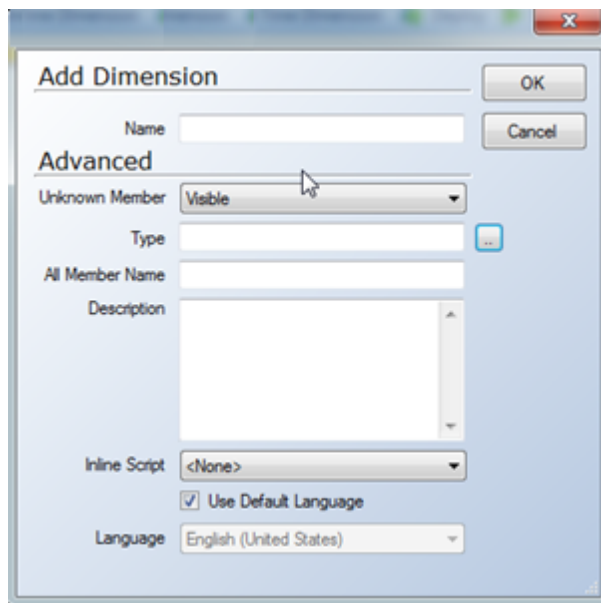 Add Dimension
OK
Name
Cancel
Advanced
Unknown Member Visible
Type ..
All Member Name
Description
Inline Script <None>
Use Default Language
Language English (United States)